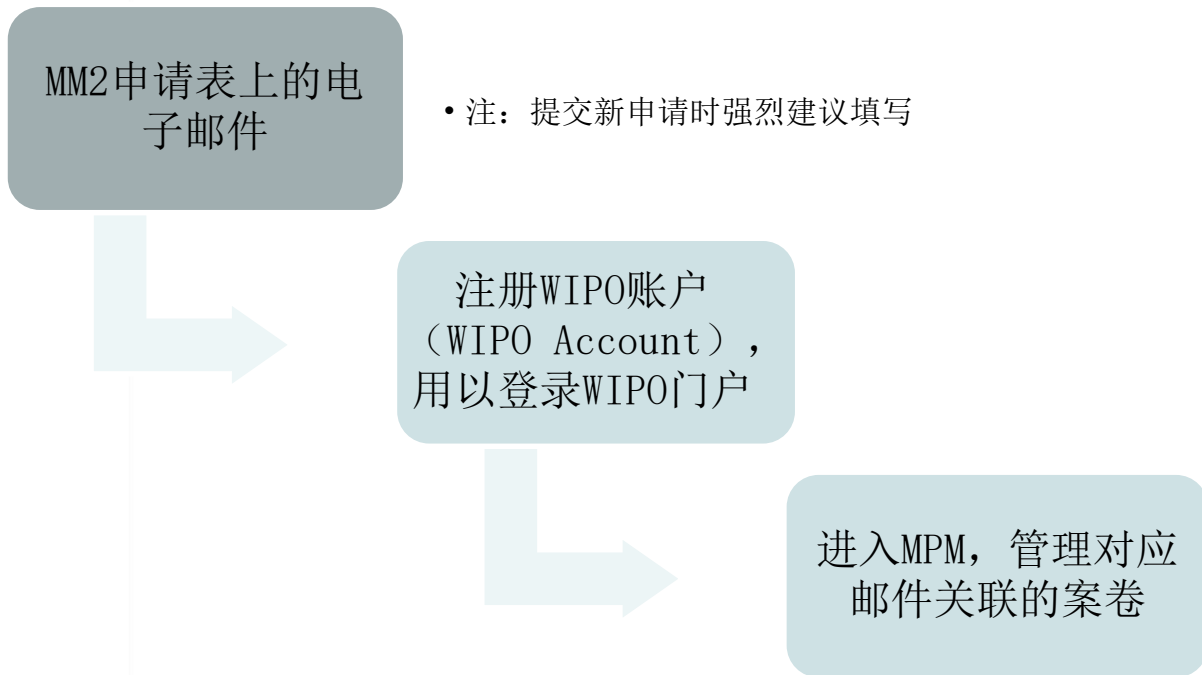 MM2申请表上的电
子邮件
•注：提交新申请时强烈建议填写
注册WIPO账户
（WIPO Account），
用以登录WIPO门户
进入MPM，管理对应
邮件关联的案卷